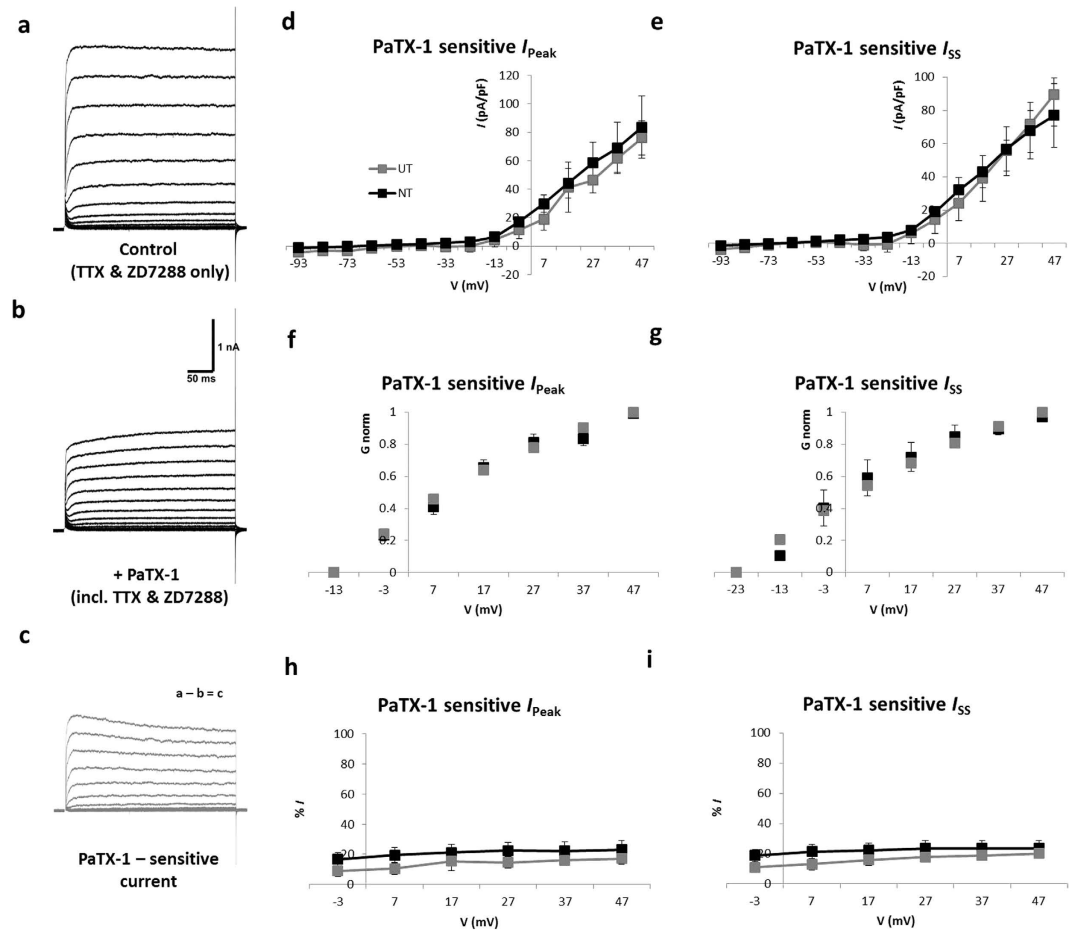 a
Control
(TTX & ZD7288 only)
b
1 nA
50 ms
+ PaTX-1
(incl. TTX & ZD7288)
c
a – b = c
PaTX-1 – sensitive
current
d
PaTX-1 sensitive IPeak
I (pA/pF)
120
100
80
60
40
20
0
-20
UT
NT
-93 -73 -53 -33 -13 7 27 47
V (mV)
e
PaTX-1 sensitive ISS
I (pA/pF)
100
80
60
40
20
0
-20
-93 -73 -53 -33 -13 7 27 47
V (mV)
f
PaTX-1 sensitive IPeak
G norm
1
0.8
0.6
0.4
0.2
0
-13 -3 7 17 27 37 47
V (mV)
g
PaTX-1 sensitive ISS
G norm
1
0.8
0.6
0.4
0.2
0
-23 -13 -3 7 17 27 37 47
V (mV)
h
PaTX-1 sensitive IPeak
% I
100
80
60
40
20
0
-3 7 17 27 37 47
V (mV)
i
PaTX-1 sensitive ISS
% I
100
80
60
40
20
0
-3 7 17 27 37 47
V (mV)